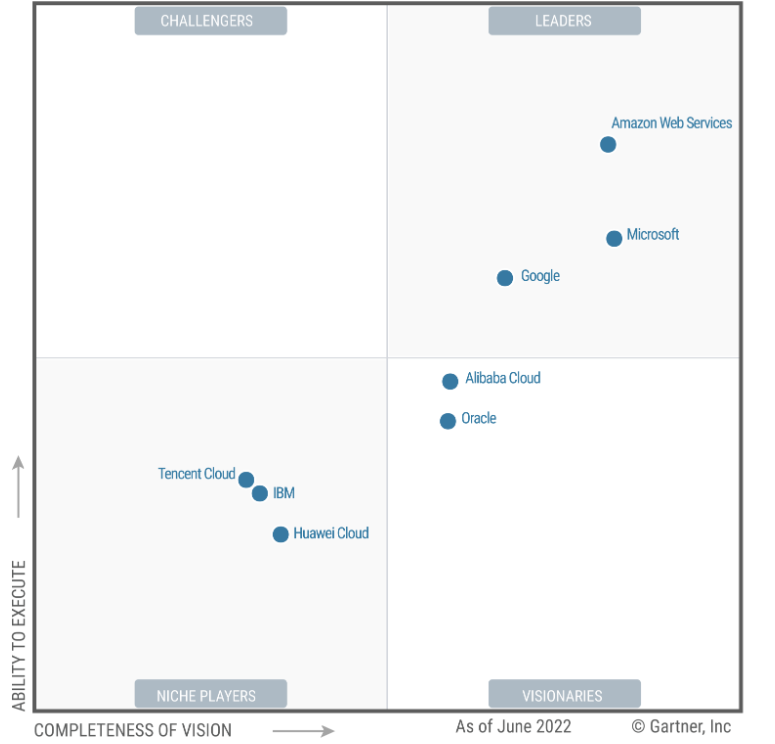 CHALLENGERS
LEADERS
Amazon Web Services
Microsoft
Google
Alibaba Cloud
Oracle
Tencent Cloud
IBM
Huawei Cloud
ABILITY TO EXECUTE
NICHE PLAYERS
VISIONARIES
COMPLETENESS OF VISION
As of June 2022
© Gartner, Inc